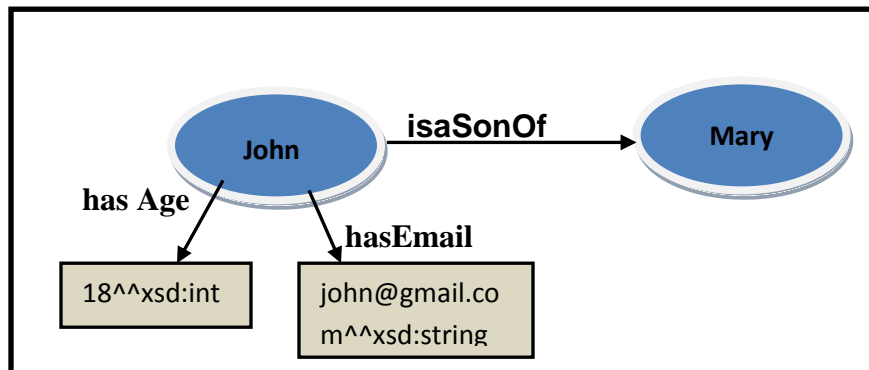 John
isaSonOf
Mary
has Age
hasEmail
18^^xsd:int
john@gmail.co
m^^xsd:string